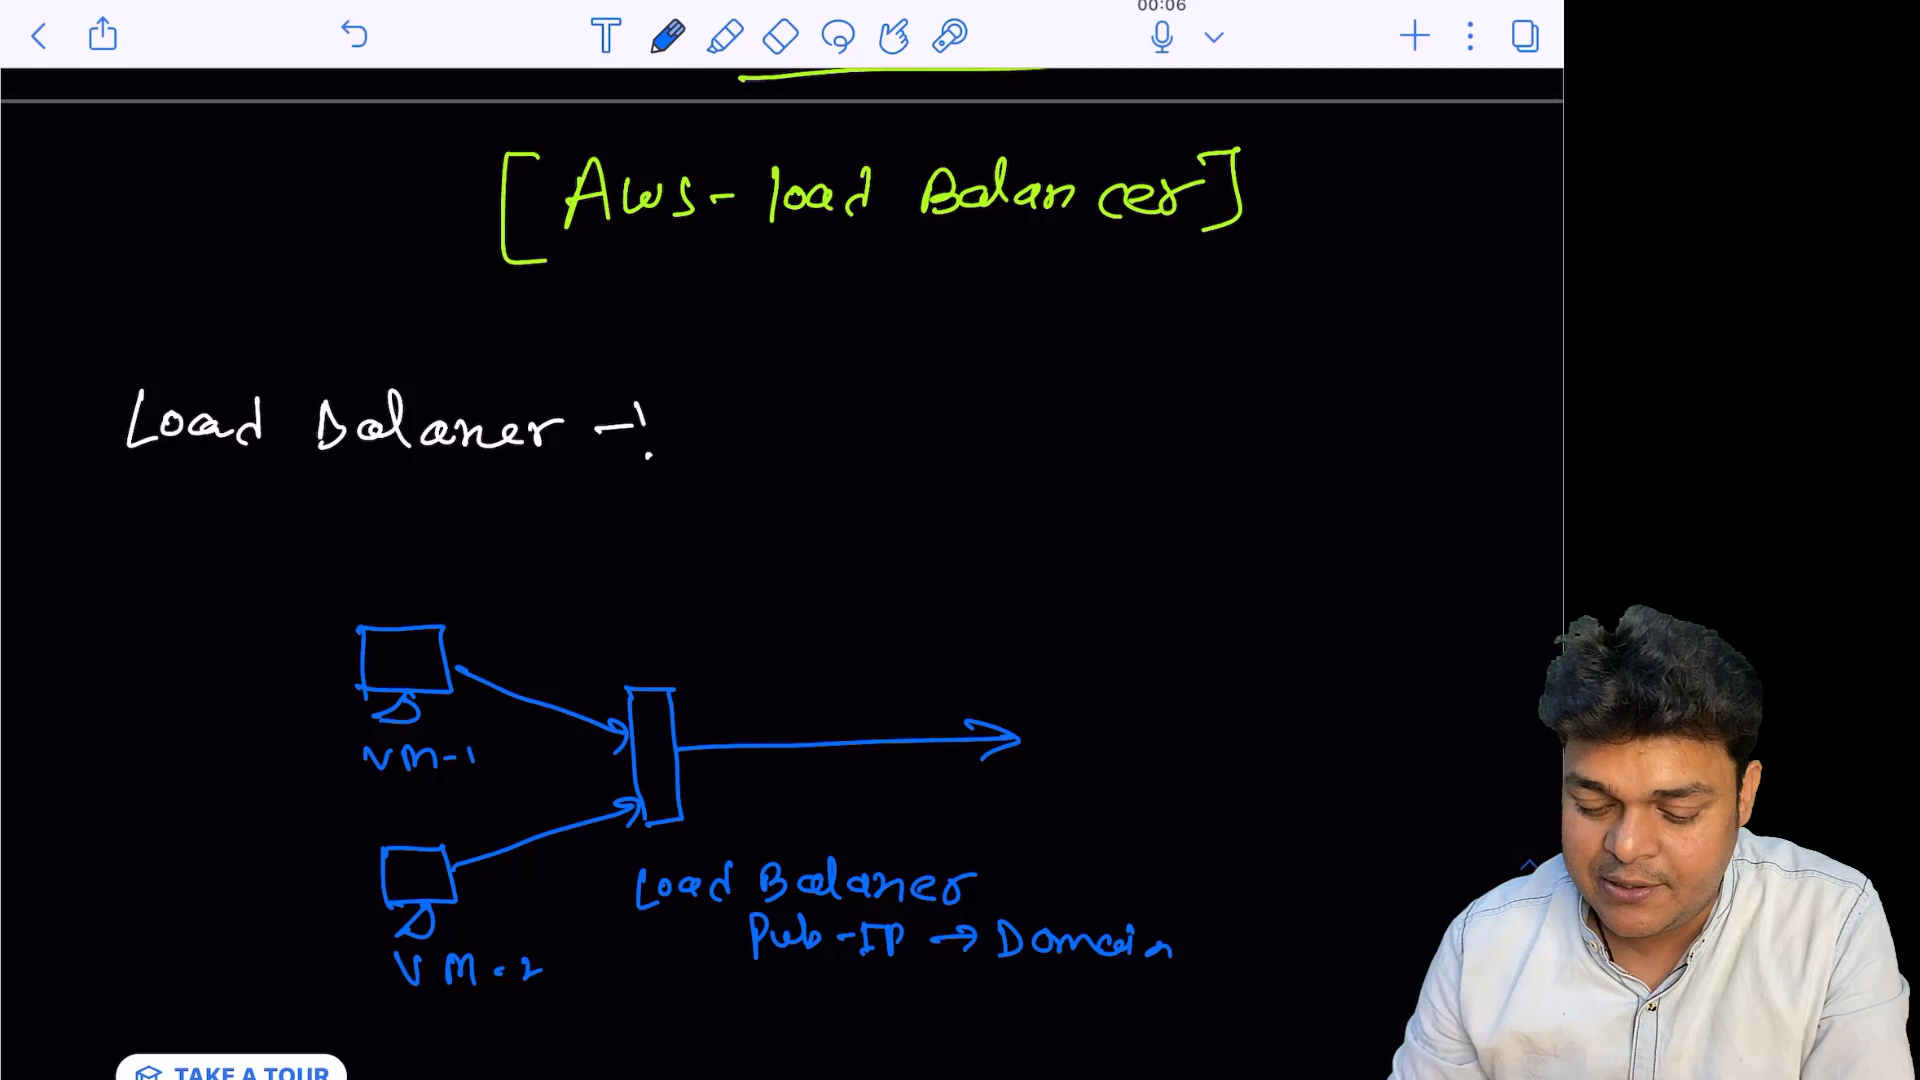 00:06
[Aws- load Balancer]
Load Balaner -:
VM-1
Load Balaner
Pub-IP → Domain
VM-2
TAKE A TOUR